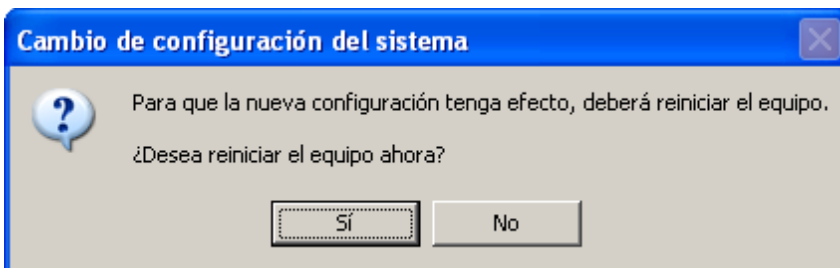 Cambio de configuración del sistema
?
Para que la nueva configuración tenga efecto, deberá reiniciar el equipo.
¿Desea reiniciar el equipo ahora?
Sí No